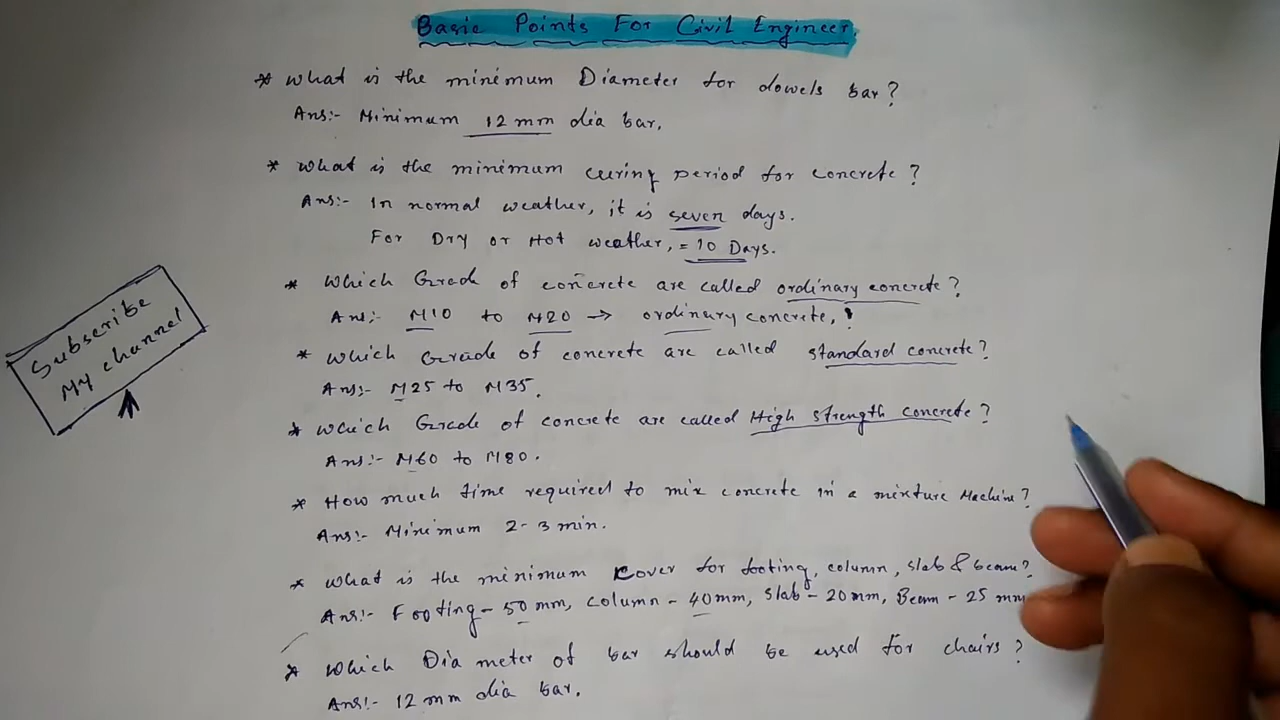 Basic Points For Civil Engineer
* What is the minimum Diameter for dowels bar?
Ans:- Minimum 12 mm dia bar.
* What is the minimum curing period for concrete?
Ans:- In normal weather, it is seven days.
For Dry or Hot weather, = 10 Days.
* Which Grade of concrete are called ordinary concrete?
Ans:- M10 to M20 → ordinary concrete,
* Which Grade of concrete are called standard concrete?
Ans:- M25 to M35.
* Which Grade of concrete are called High Strength Concrete?
Ans:- M60 to M80.
* How much time required to mix concrete in a mixture Machine?
Ans:- Minimum 2-3 min.
* What is the minimum cover for footing, column, slab & beam?
Ans:- Footing - 50 mm, column - 40 mm, Slab - 20 mm, Beam - 25 mm
* Which Dia meter of bar should be used for chairs?
Ans:- 12 mm dia bar.
Subscribe
My channel